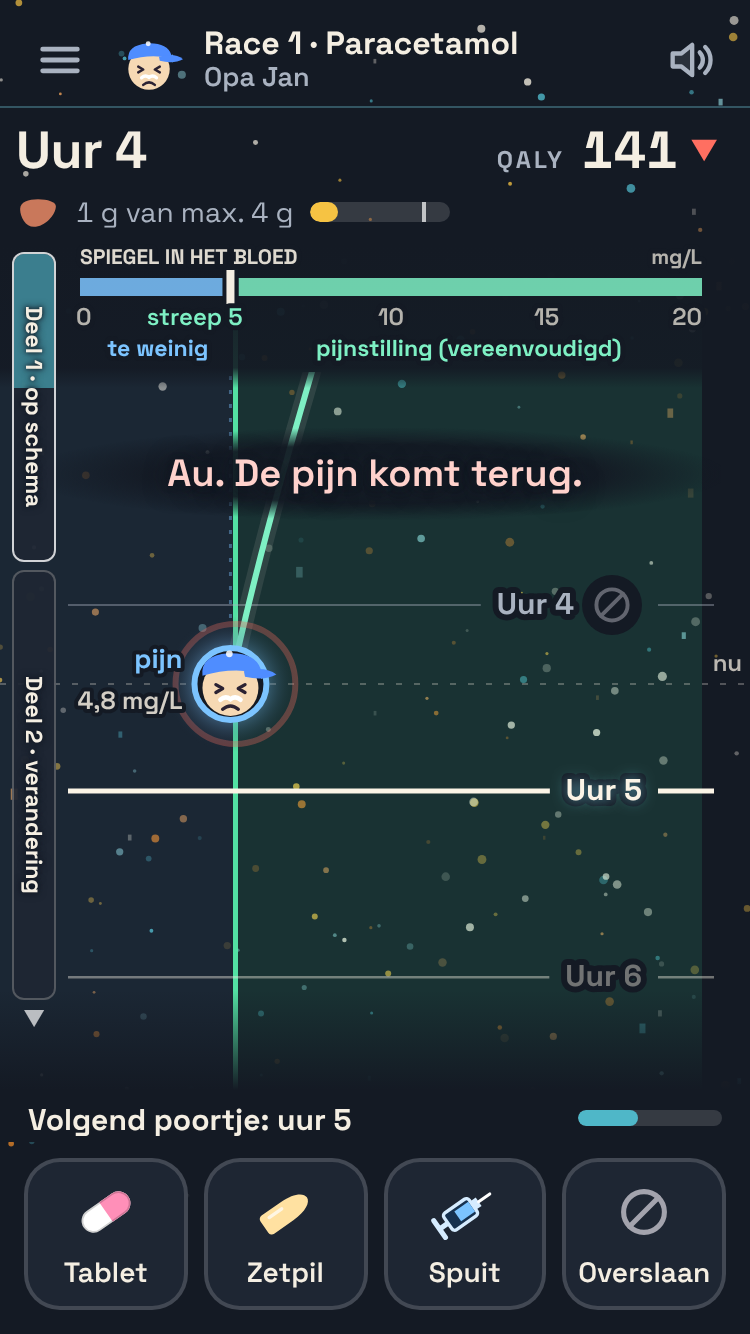 Race 1 · Paracetamol
Opa Jan
Uur 4
QALY 141
1 g van max. 4 g
SPIEGEL IN HET BLOED
mg/L
0
streep 5
10
15
20
te weinig
pijnstilling (vereenvoudigd)
Deel 1 · op schema
Au. De pijn komt terug.
Uur 4
pijn
nu
4,8 mg/L
Deel 2 · verandering
Uur 5
Uur 6
Volgend poortje: uur 5
Tablet
Zetpil
Spuit
Overslaan